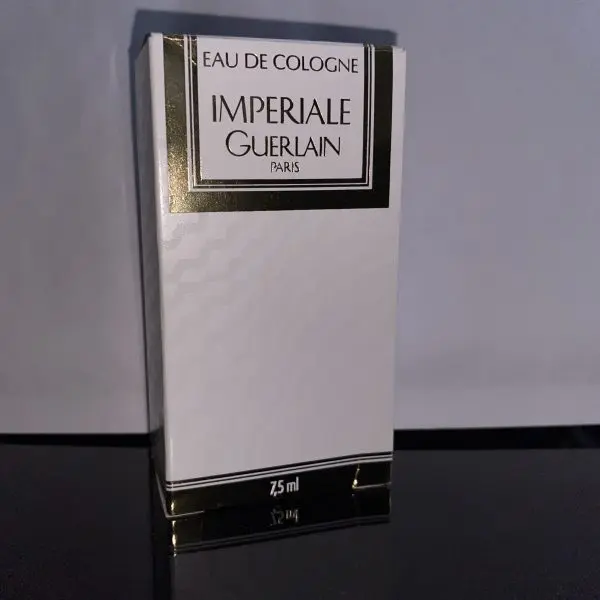 EAU DE COLOGNE
IMPERIALE
GUERLAIN
PARIS
7,5 ml